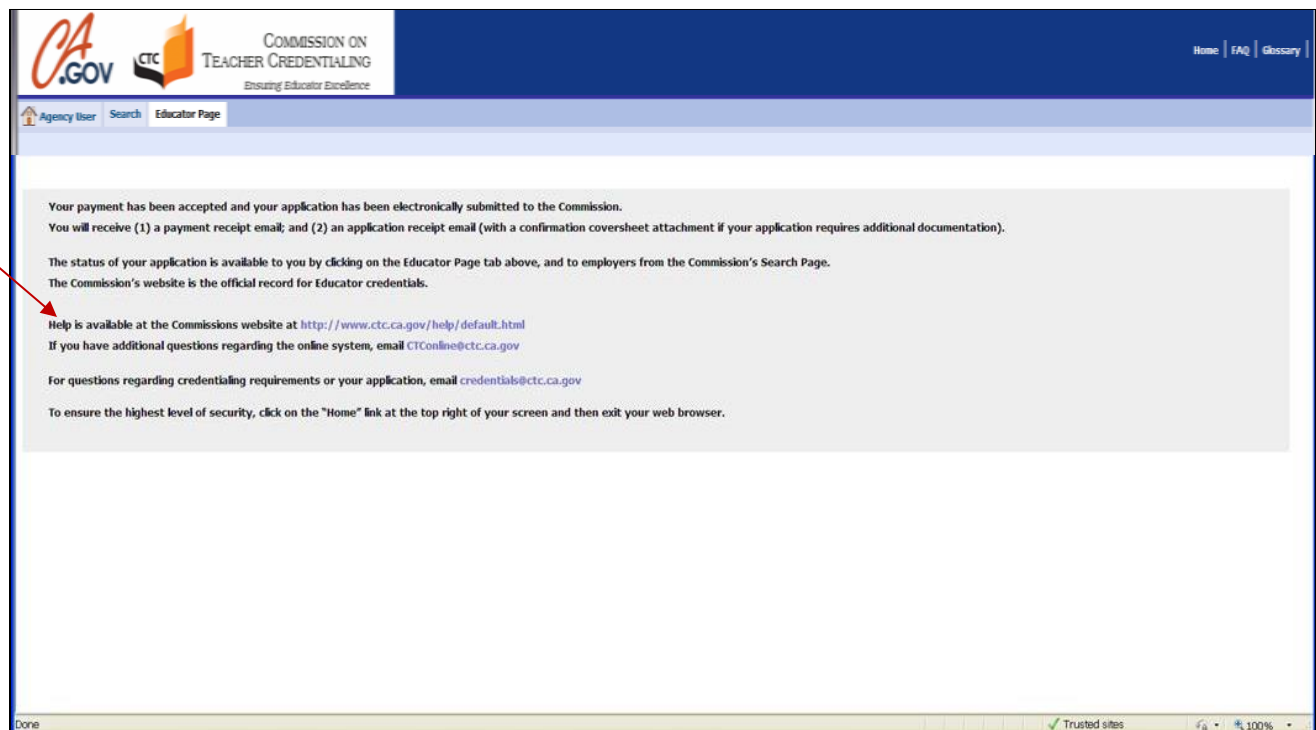 CA
.GOV
CTC
COMMISSION ON
TEACHER CREDENTIALING
Ensuring Educator Excellence
Home | FAQ | Glossary |
Agency User Search Educator Page
Your payment has been accepted and your application has been electronically submitted to the Commission.
You will receive (1) a payment receipt email; and (2) an application receipt email (with a confirmation coversheet attachment if your application requires additional documentation).
The status of your application is available to you by clicking on the Educator Page tab above, and to employers from the Commission's Search Page.
The Commission's website is the official record for Educator credentials.
Help is available at the Commissions website at http://www.ctc.ca.gov/help/default.html
If you have additional questions regarding the online system, email CTConline@ctc.ca.gov
For questions regarding credentialing requirements or your application, email credentials@ctc.ca.gov
To ensure the highest level of security, click on the "Home" link at the top right of your screen and then exit your web browser.
Done Trusted sites 100%